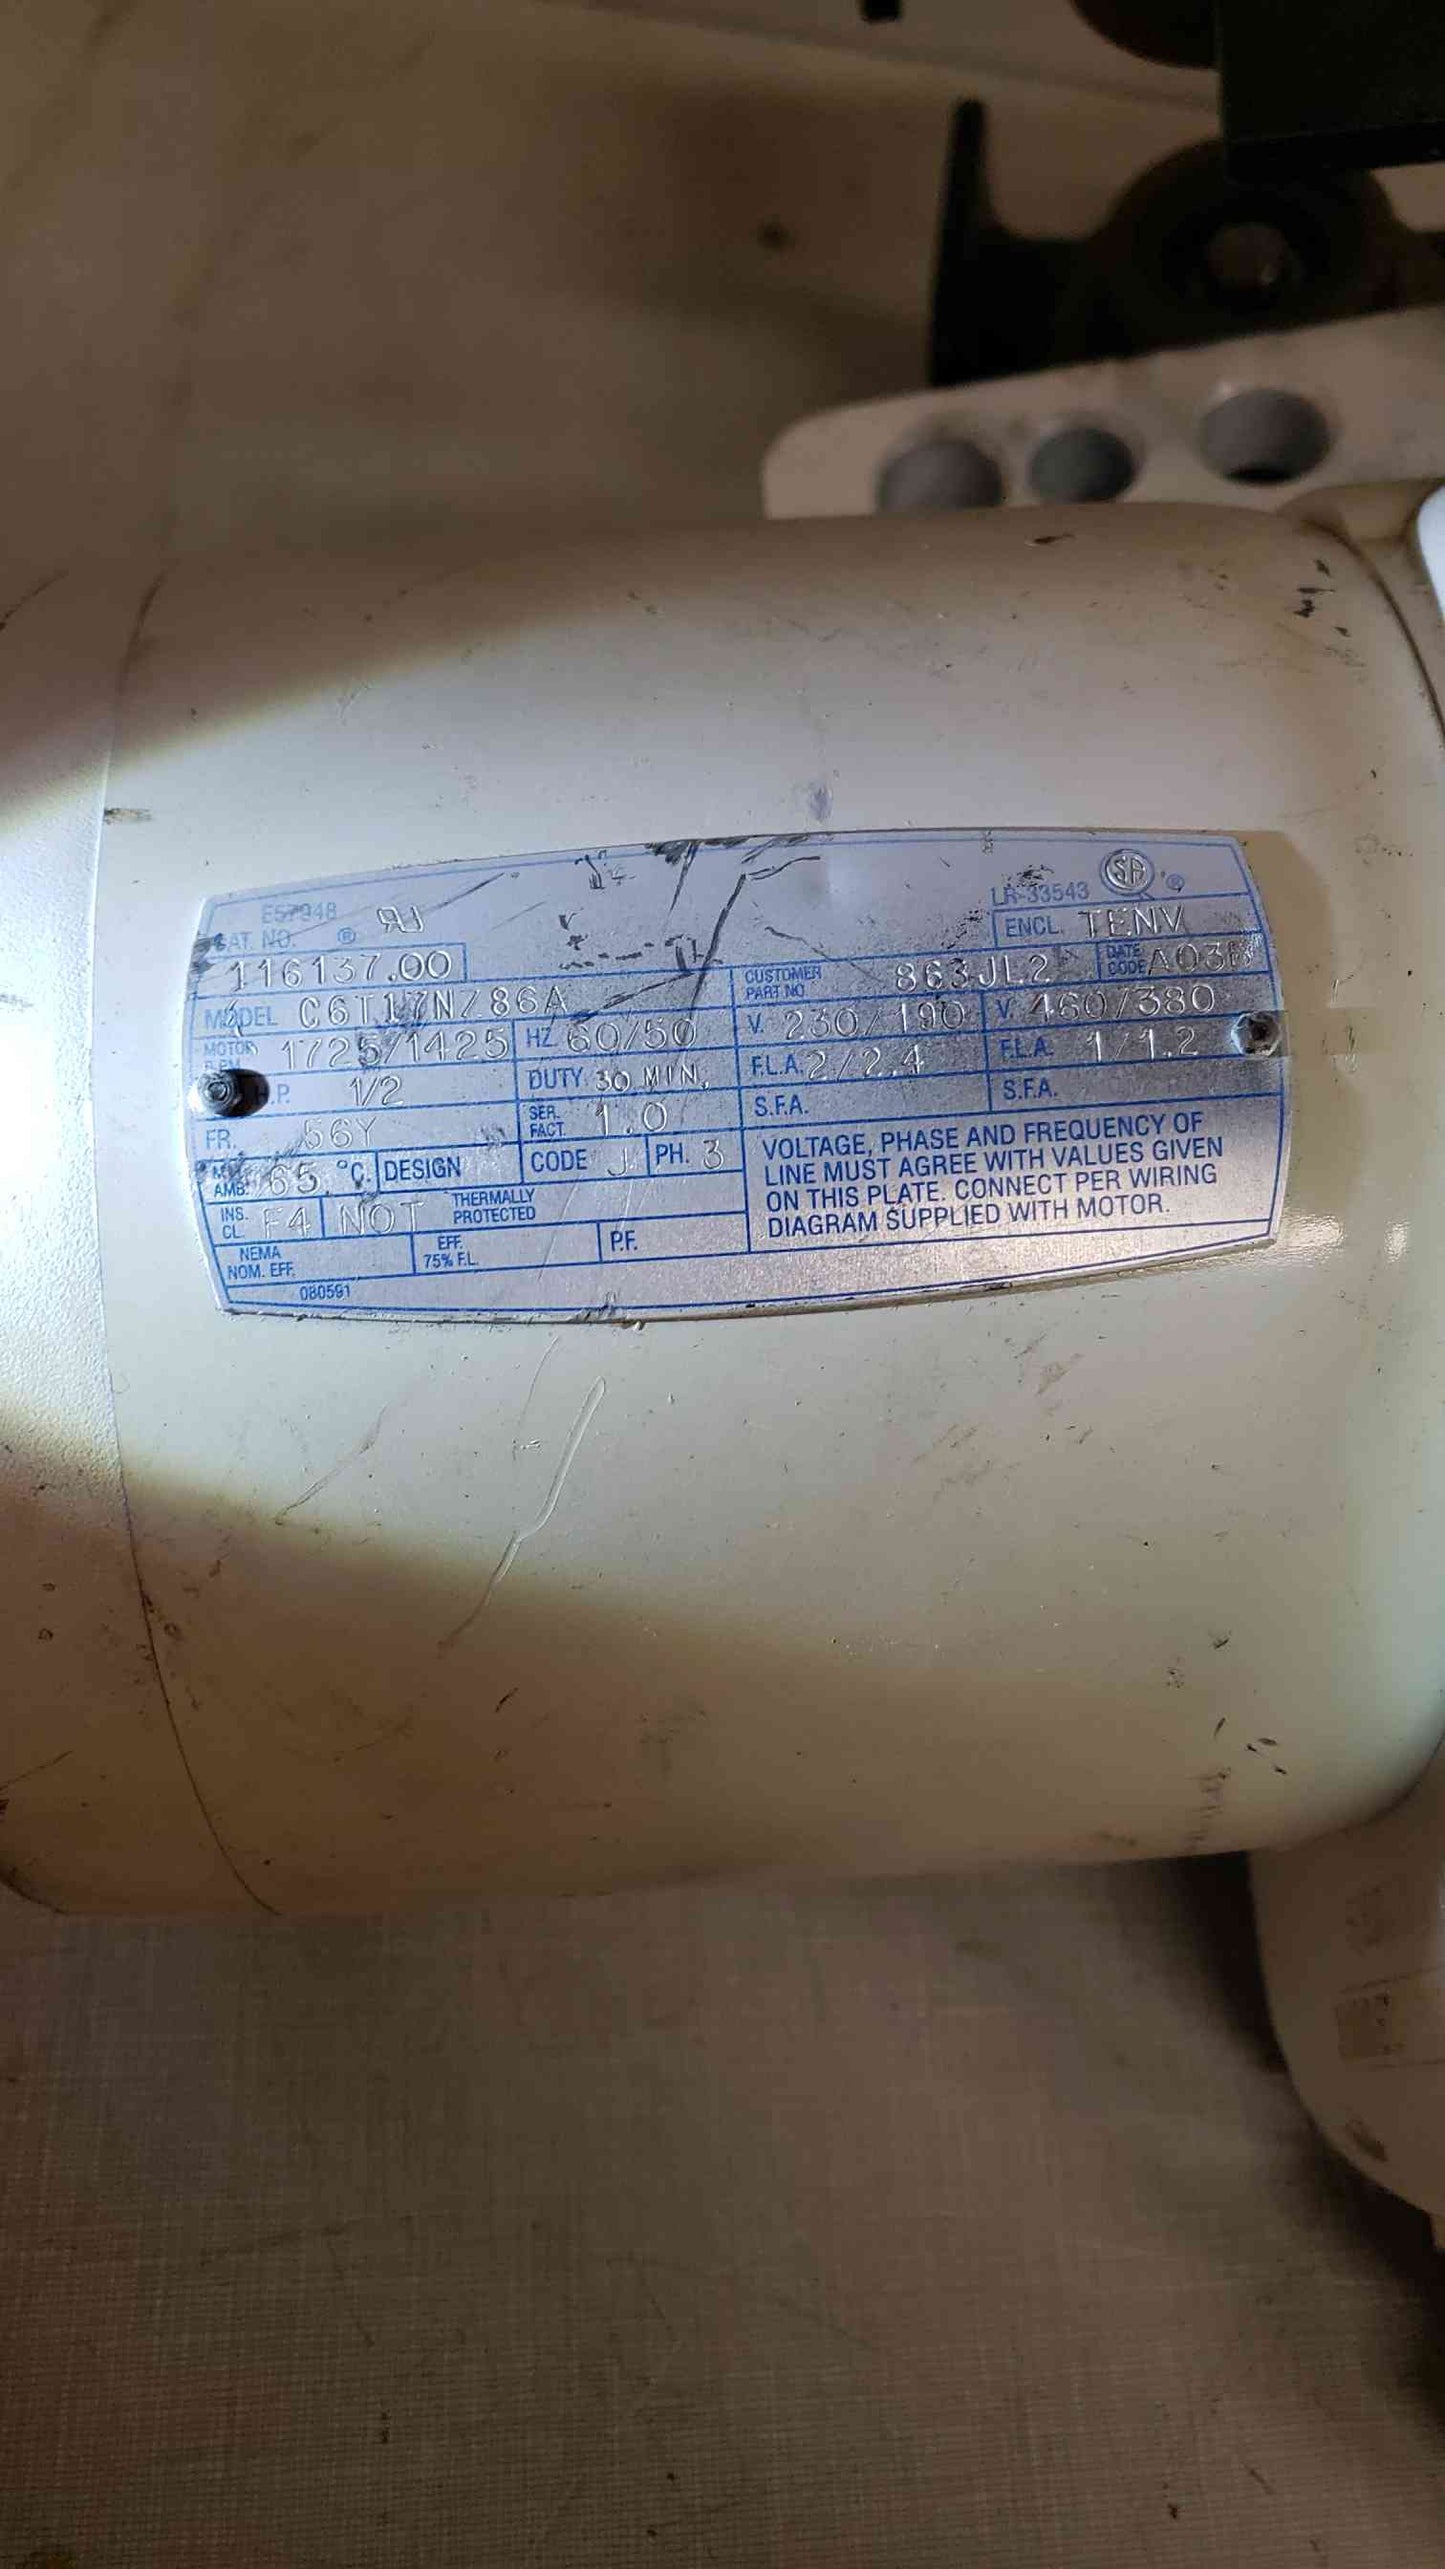 E57948
LR-33543
CAT. NO. ®
ENCL. TENV
116137.00
CUSTOMER PART NO 863JL2
DATE CODE
MODEL C6T17NZ86A
V. 230/190
V. 460/380
MOTOR RPM 1725/1425
HZ 60/50
F.L.A. 2/2.4
F.L.A. 1/1.2
H.P. 1/2
DUTY 30 MIN.
S.F.A.
S.F.A.
FR. 56Y
SER. FACT. 1.0
AMB. 65 °C.
DESIGN
CODE J
PH. 3
INS. CL. F4
NOT THERMALLY PROTECTED
NEMA NOM. EFF.
EFF. 75% F.L.
P.F.
VOLTAGE, PHASE AND FREQUENCY OF
LINE MUST AGREE WITH VALUES GIVEN
ON THIS PLATE. CONNECT PER WIRING
DIAGRAM SUPPLIED WITH MOTOR.
080591